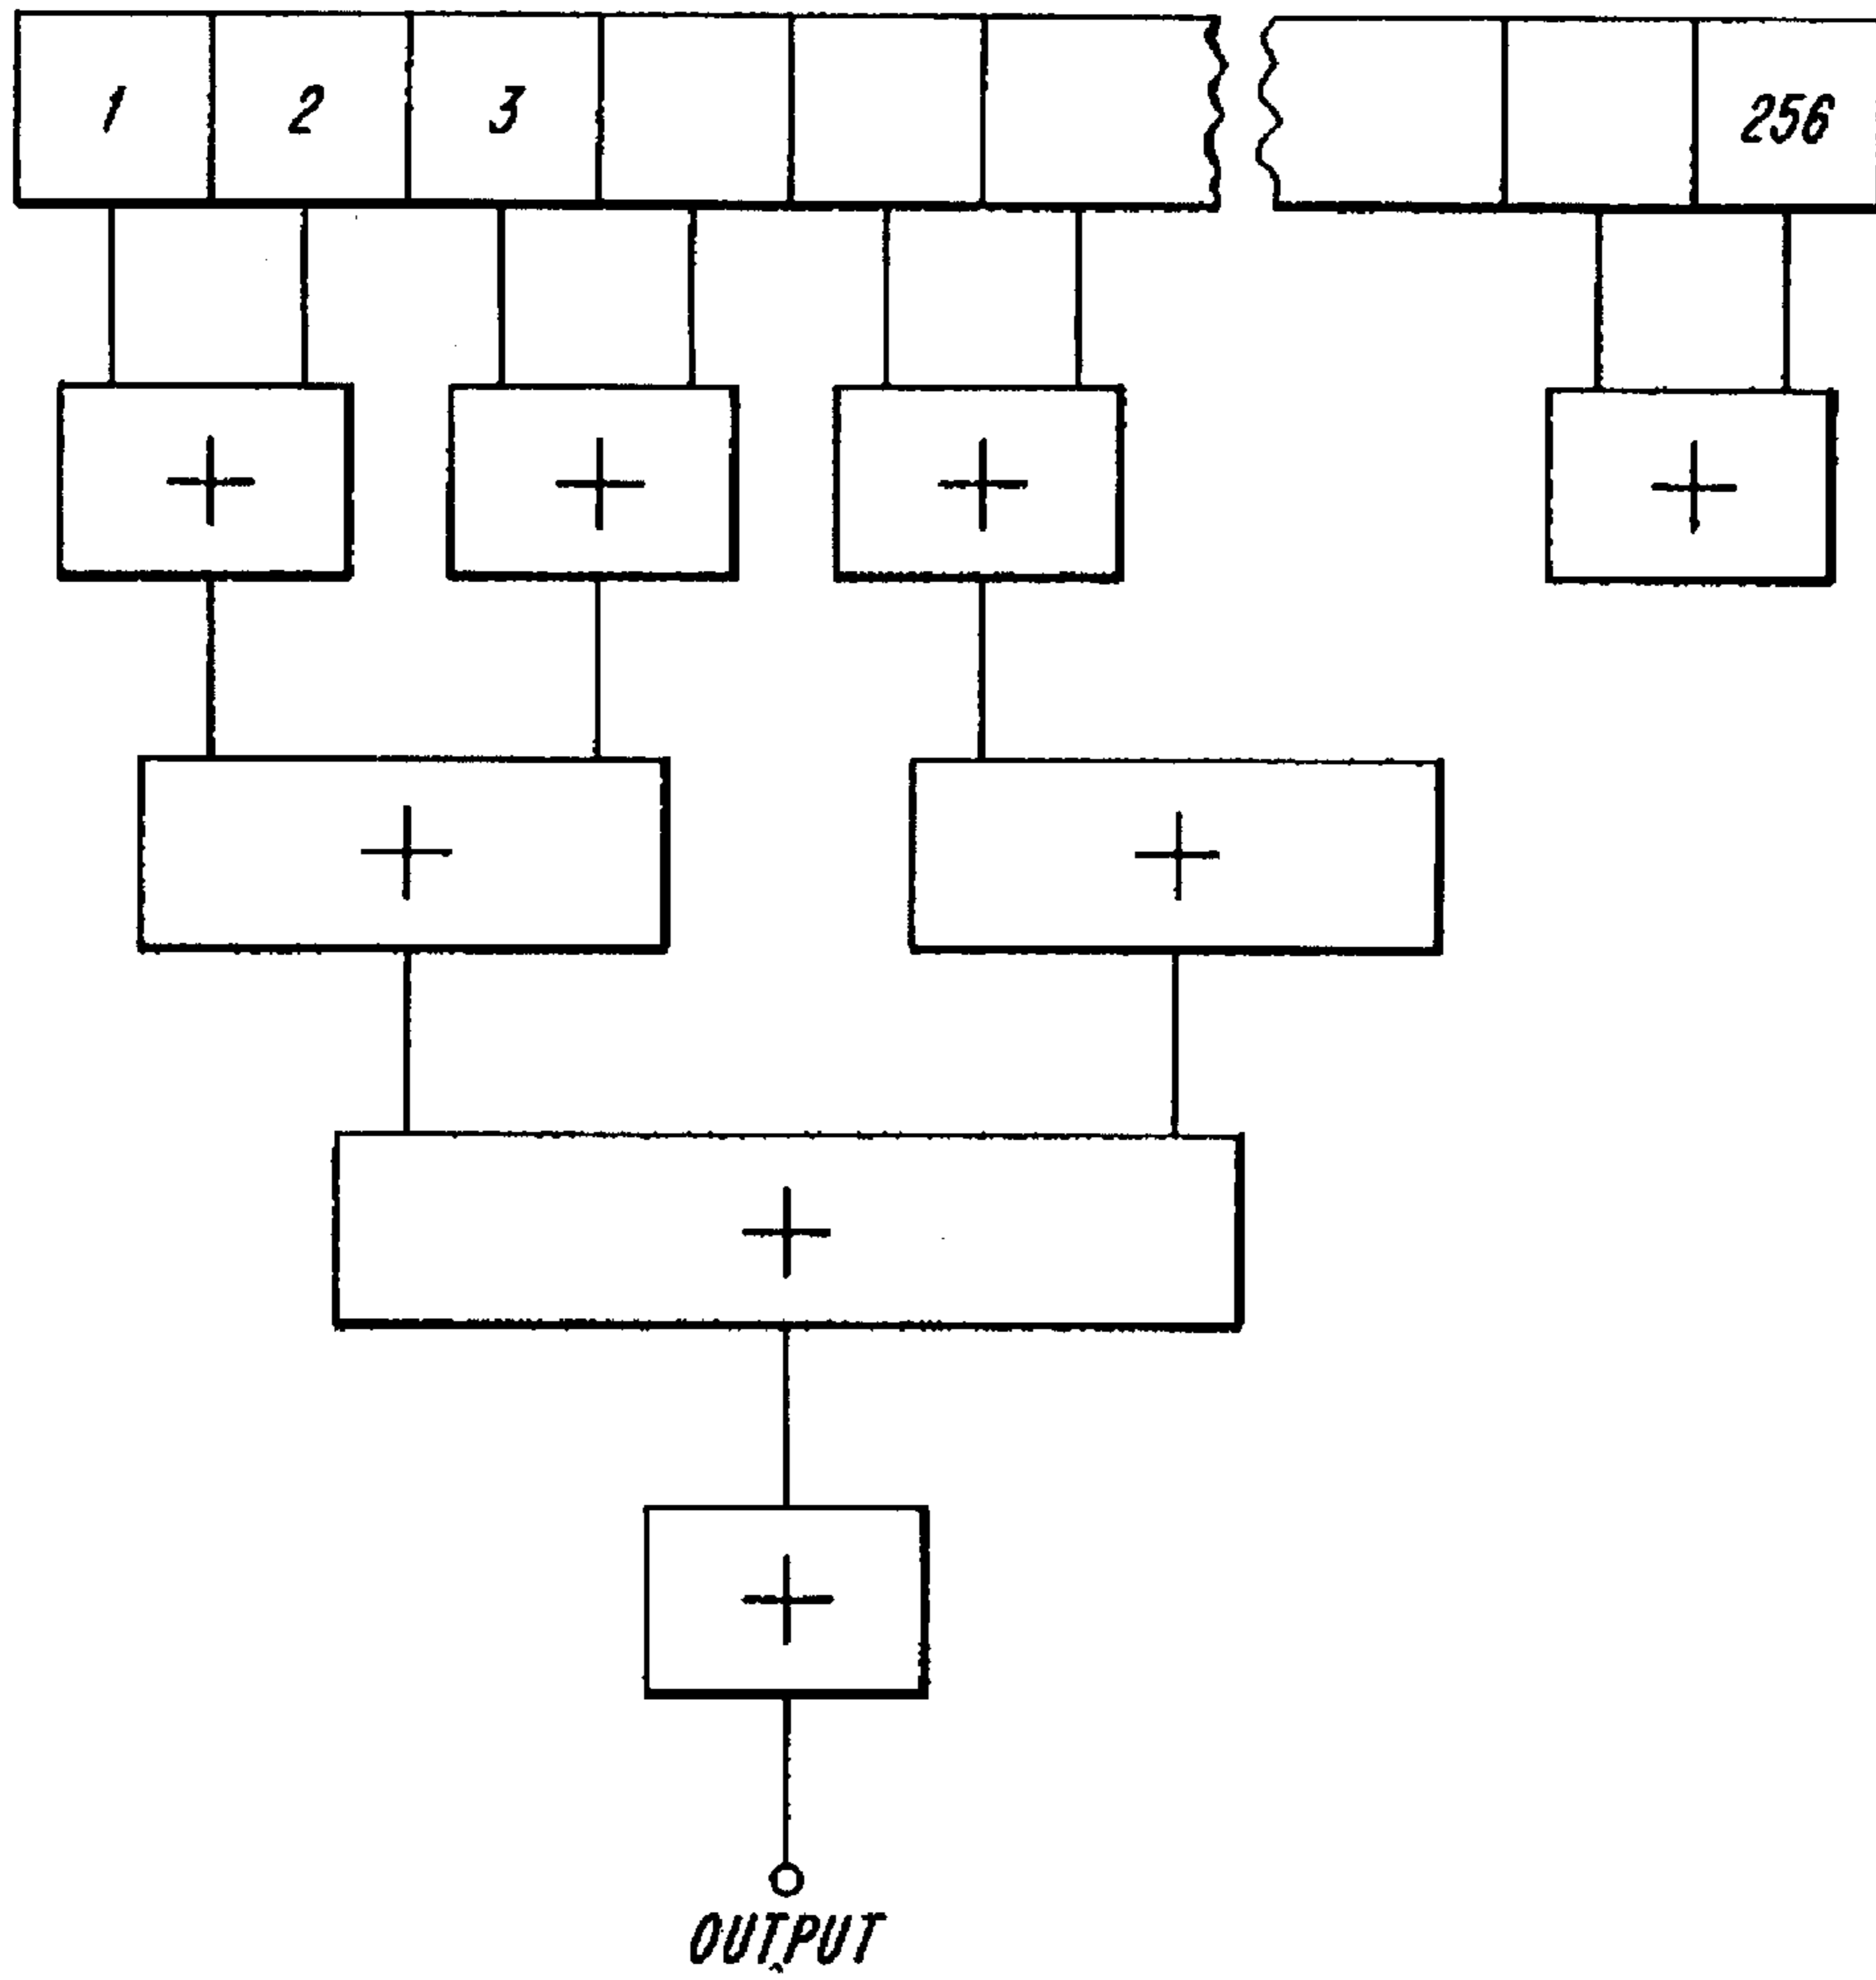 1 2 3 256
+ + + +
+ +
+
+
OUTPUT